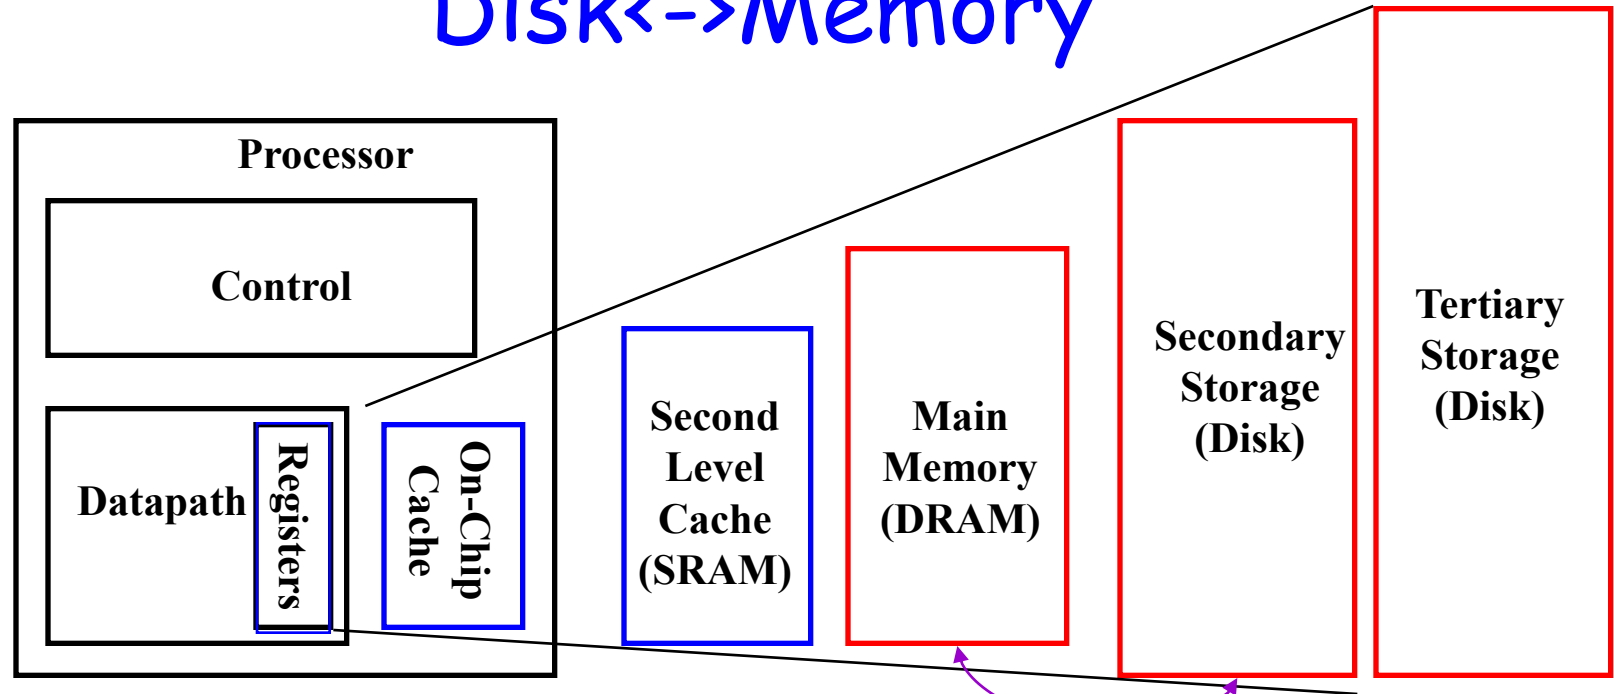 Disk<->Memory
Processor
Control
Datapath
Registers
On-Chip
Cache
Second
Level
Cache
(SRAM)
Main
Memory
(DRAM)
Secondary
Storage
(Disk)
Tertiary
Storage
(Disk)